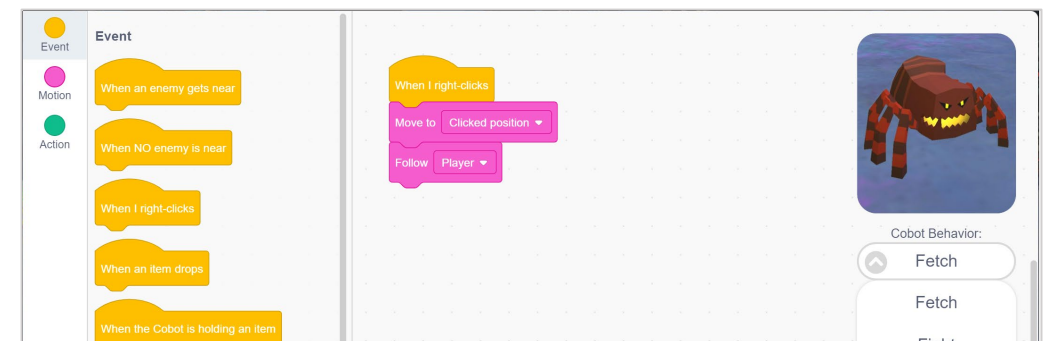 Event
Motion
Action
Event
When an enemy gets near
When NO enemy is near
When I right-clicks
When an item drops
When the Cobot is holding an item
When I right-clicks
Move to Clicked position
Follow Player
Cobot Behavior:
Fetch
Fetch